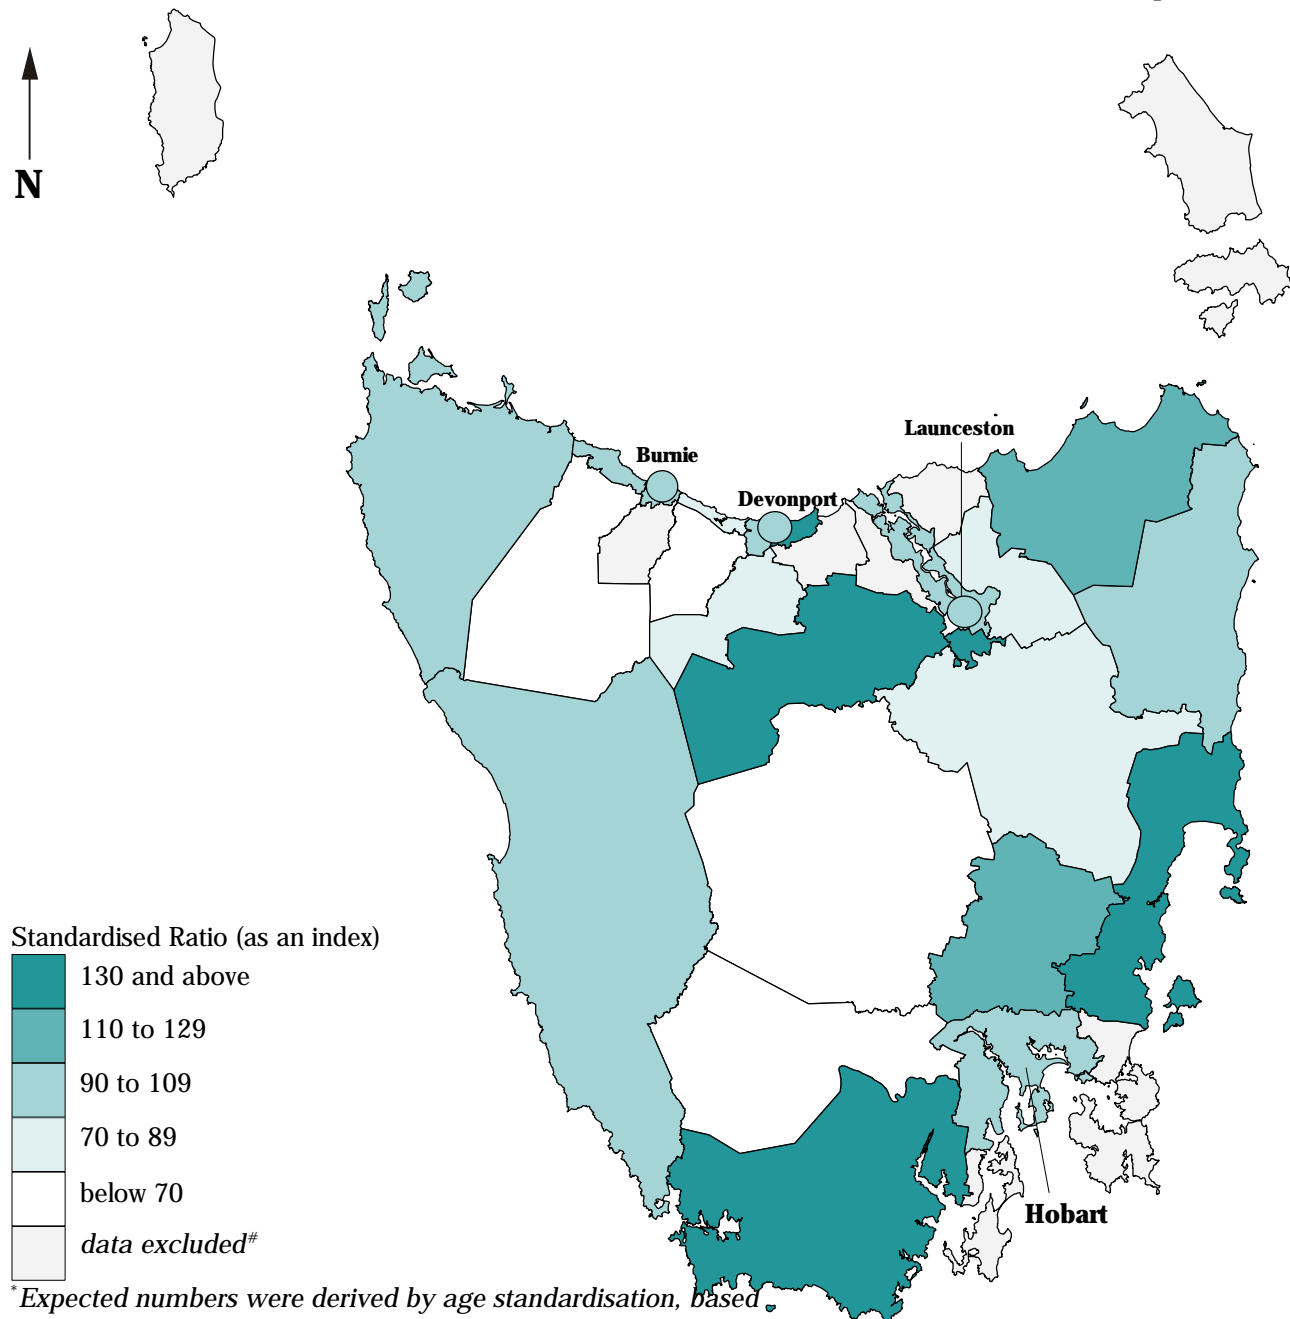 N
Launceston
Burnie
Devonport
Hobart
Standardised Ratio (as an index)
130 and above
110 to 129
90 to 109
70 to 89
below 70
data excluded#
*Expected numbers were derived by age standardisation, based